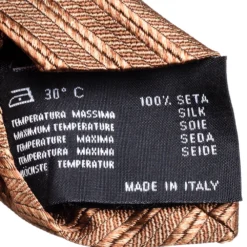 30° C
TEMPERATURA MASSIMA
MAXIMUM TEMPERATURE
TEMPERATURE MAXIMA
TEMPERATURA MAXIMA
HÖCHSTE TEMPERATUR
100% SETA
SILK
SOIE
SEDA
SEIDE
MADE IN ITALY